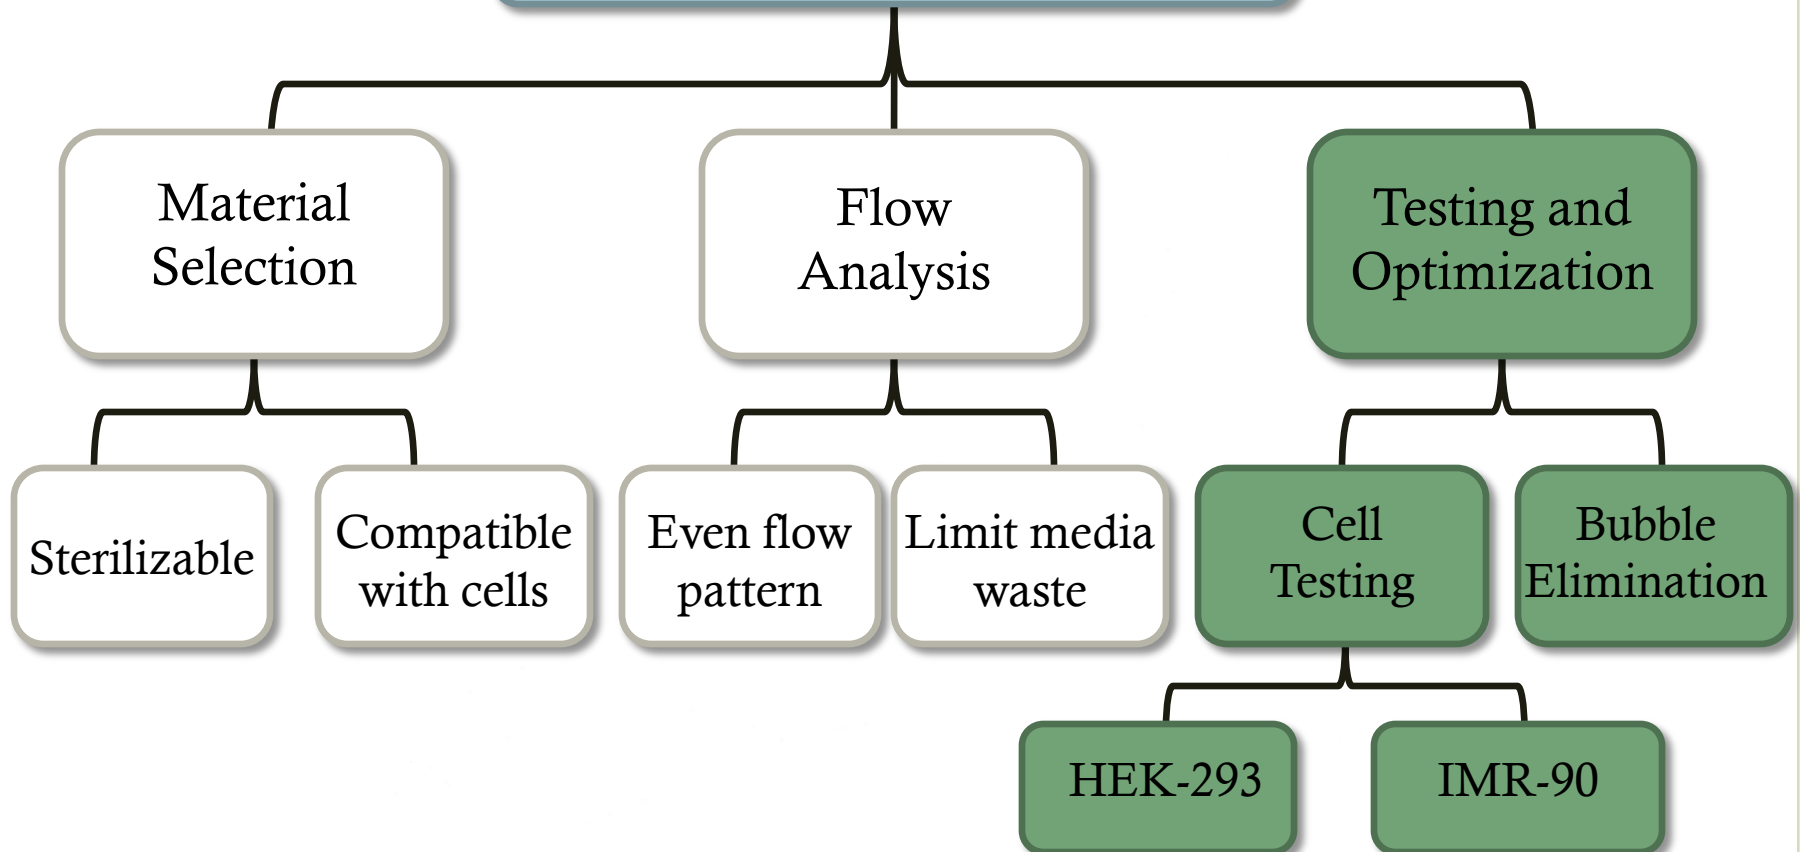 Material
Selection
Flow
Analysis
Testing and
Optimization
Sterilizable
Compatible
with cells
Even flow
pattern
Limit media
waste
Cell
Testing
Bubble
Elimination
HEK-293
IMR-90